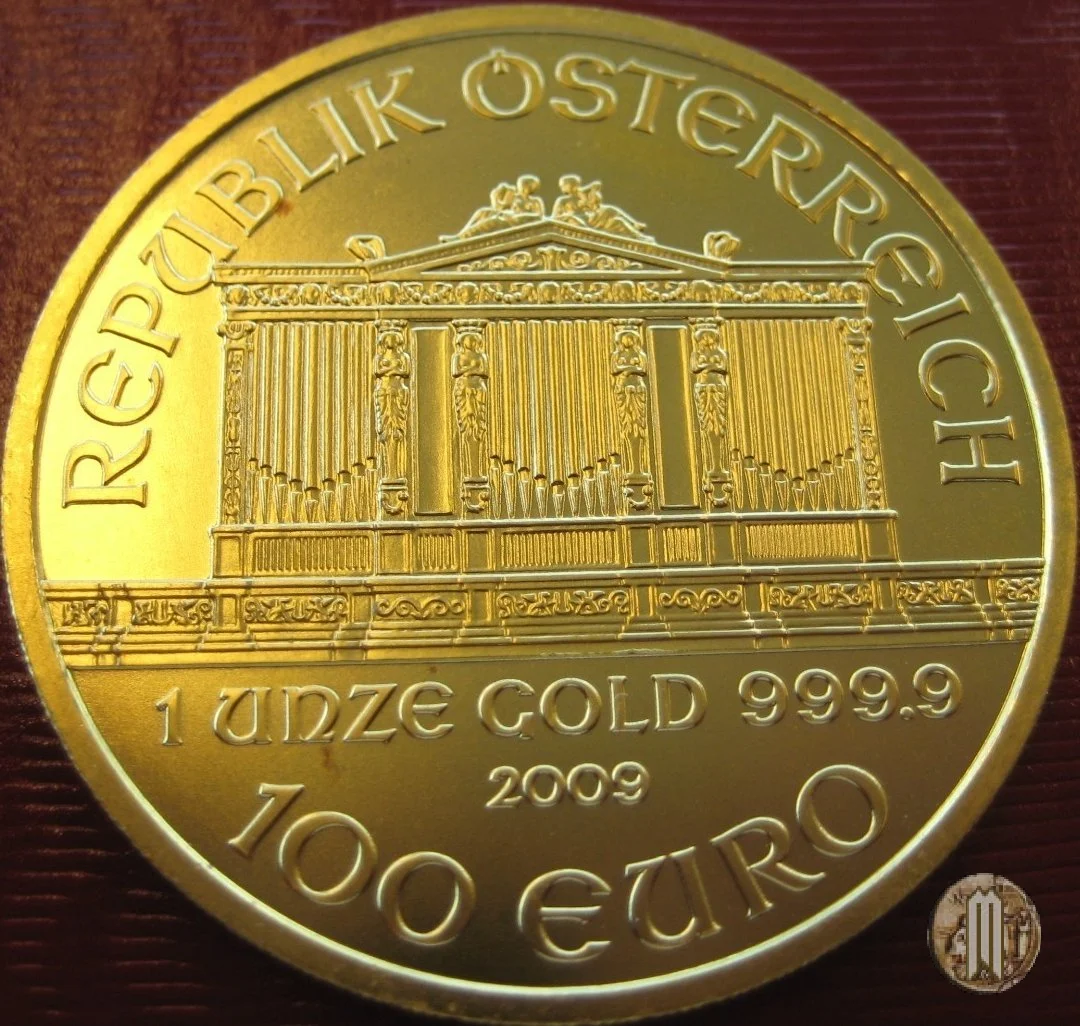 REPUBLIK ÖSTERREICH
1 UNZE GOLD 999.9
2009
100 EURO